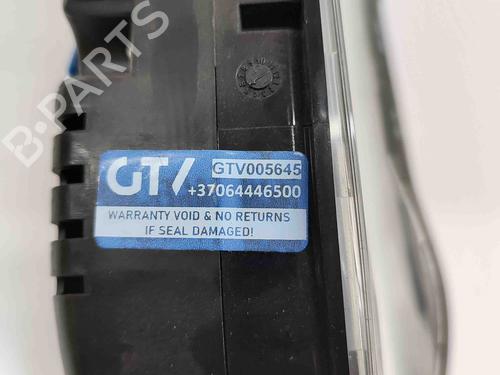 B-PARTS
GTV
GTV005645
+37064446500
WARRANTY VOID & NO RETURNS
IF SEAL DAMAGED!